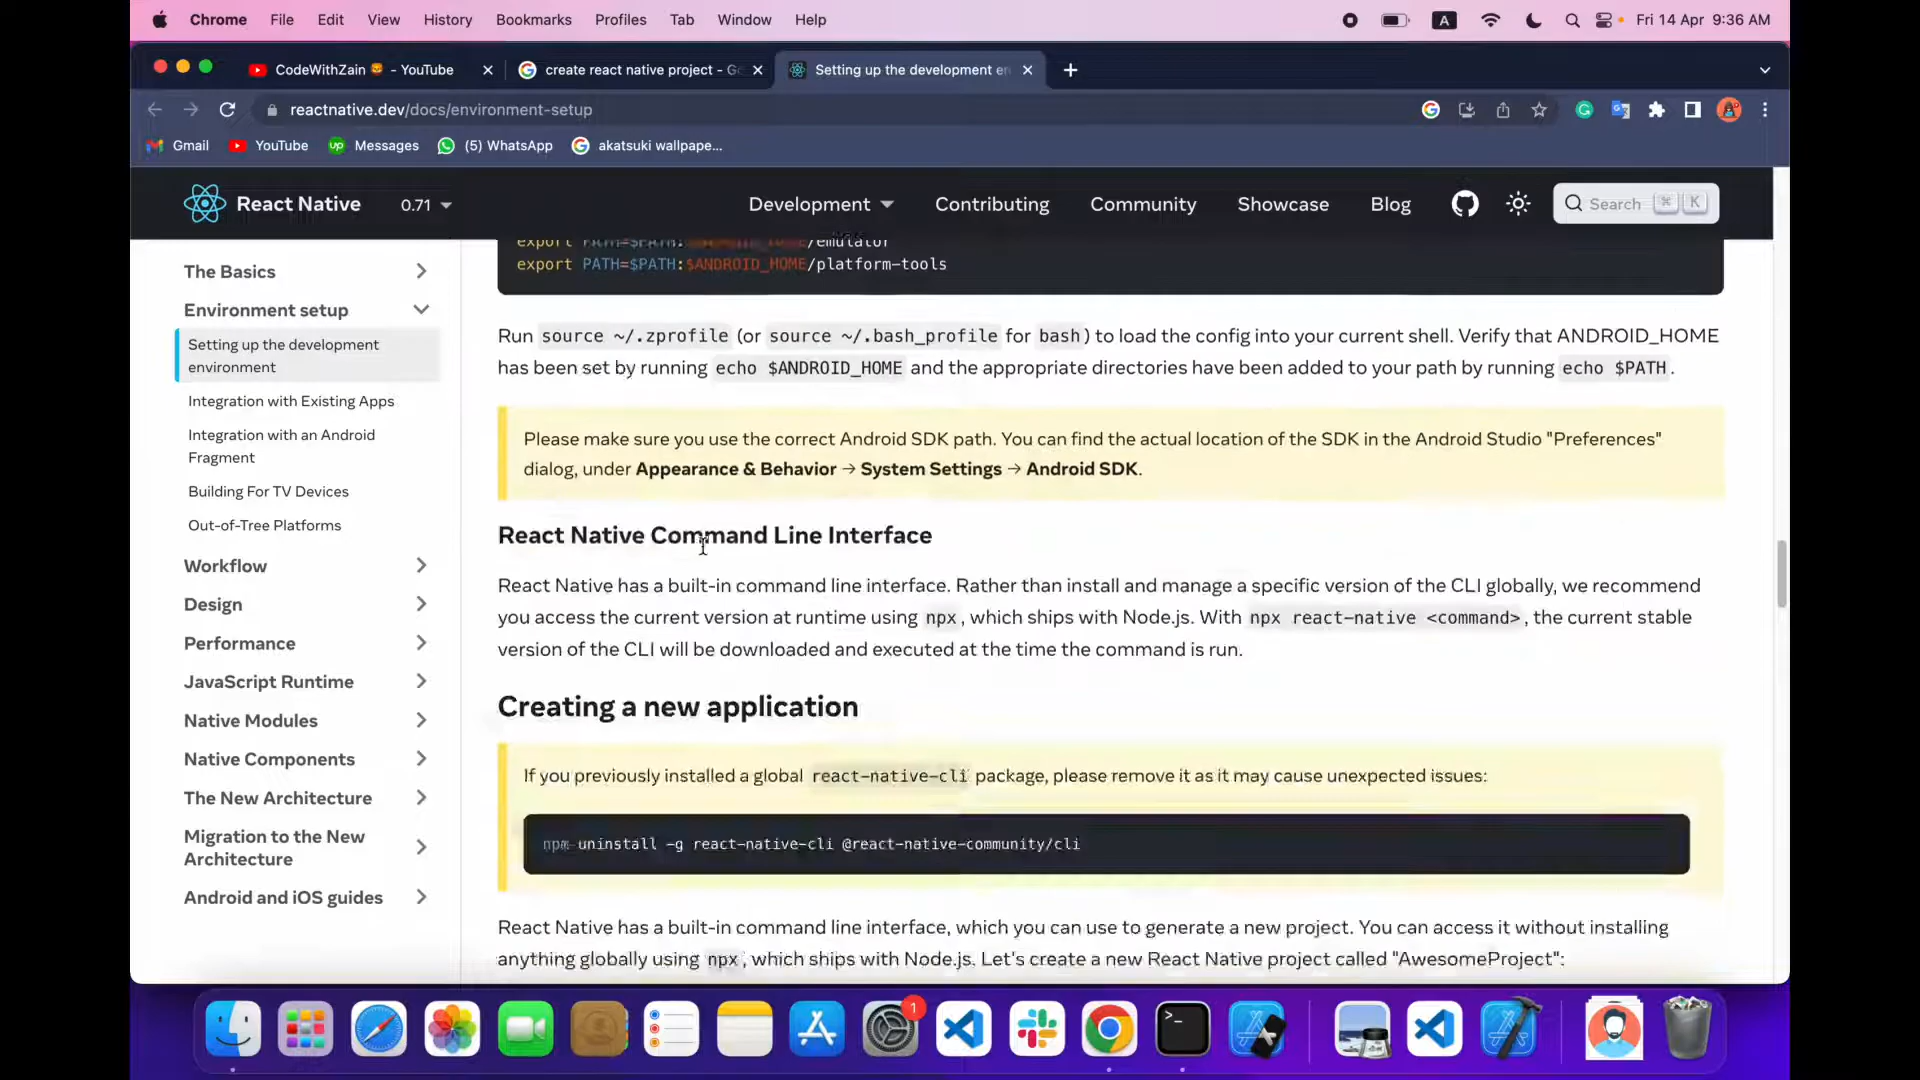 Chrome File Edit View History Bookmarks Profiles Tab Window Help A Fri 14 Apr 9:36 AM
CodeWithZain - YouTube create react native project - Go Setting up the development en
reactnative.dev/docs/environment-setup
Gmail YouTube Messages (5) WhatsApp akatsuki wallpape...
React Native 0.71 Development Contributing Community Showcase Blog Search ⌘ K
The Basics
Environment setup
Setting up the development
environment
Integration with Existing Apps
Integration with an Android
Fragment
Building For TV Devices
Out-of-Tree Platforms
Workflow
Design
Performance
JavaScript Runtime
Native Modules
Native Components
The New Architecture
Migration to the New
Architecture
Android and iOS guides
export PATH=$PATH:$ANDROID_HOME/emulator
export PATH=$PATH:$ANDROID_HOME/platform-tools
Run source ~/.zprofile (or source ~/.bash_profile for bash) to load the config into your current shell. Verify that ANDROID_HOME
has been set by running echo $ANDROID_HOME and the appropriate directories have been added to your path by running echo $PATH.
Please make sure you use the correct Android SDK path. You can find the actual location of the SDK in the Android Studio "Preferences"
dialog, under Appearance & Behavior → System Settings → Android SDK.
React Native Command Line Interface
React Native has a built-in command line interface. Rather than install and manage a specific version of the CLI globally, we recommend
you access the current version at runtime using npx, which ships with Node.js. With npx react-native <command>, the current stable
version of the CLI will be downloaded and executed at the time the command is run.
Creating a new application
If you previously installed a global react-native-cli package, please remove it as it may cause unexpected issues:
npm uninstall -g react-native-cli @react-native-community/cli
React Native has a built-in command line interface, which you can use to generate a new project. You can access it without installing
anything globally using npx, which ships with Node.js. Let's create a new React Native project called "AwesomeProject":
1